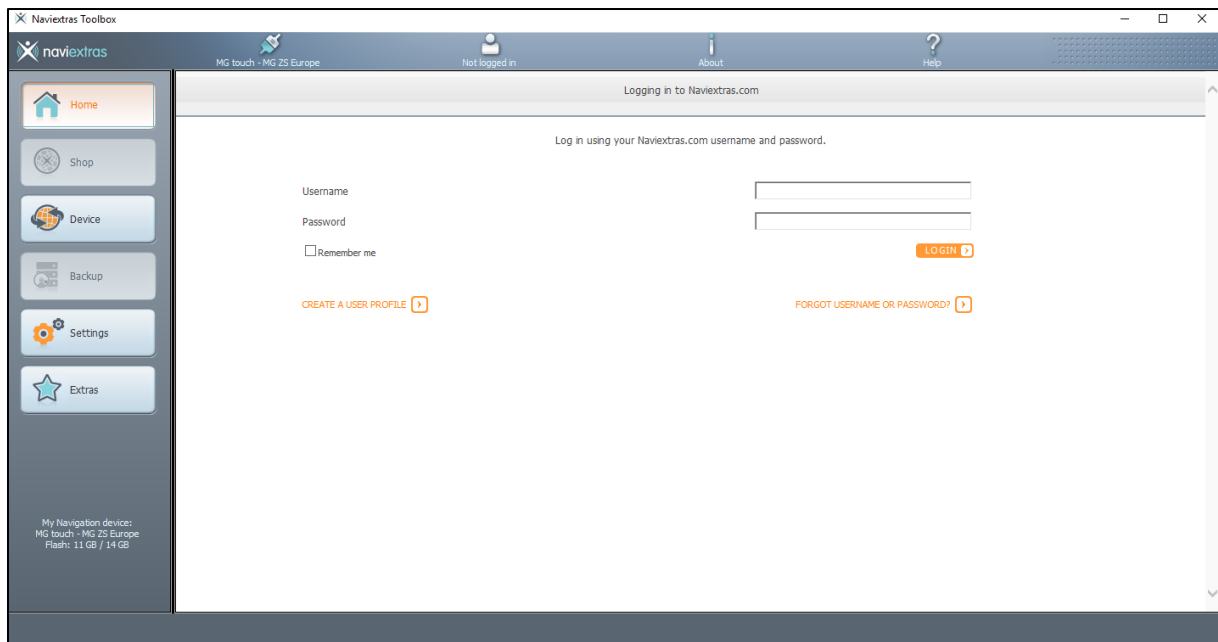 Naviextras Toolbox
naviextras
MG touch - MG ZS Europe
Not logged in
About
Help
Home
Shop
Device
Backup
Settings
Extras
My Navigation device:
MG touch - MG ZS Europe
Flash: 11 GB / 14 GB
Logging in to Naviextras.com
Log in using your Naviextras.com username and password.
Username
Password
Remember me
LOGIN
CREATE A USER PROFILE
FORGOT USERNAME OR PASSWORD?